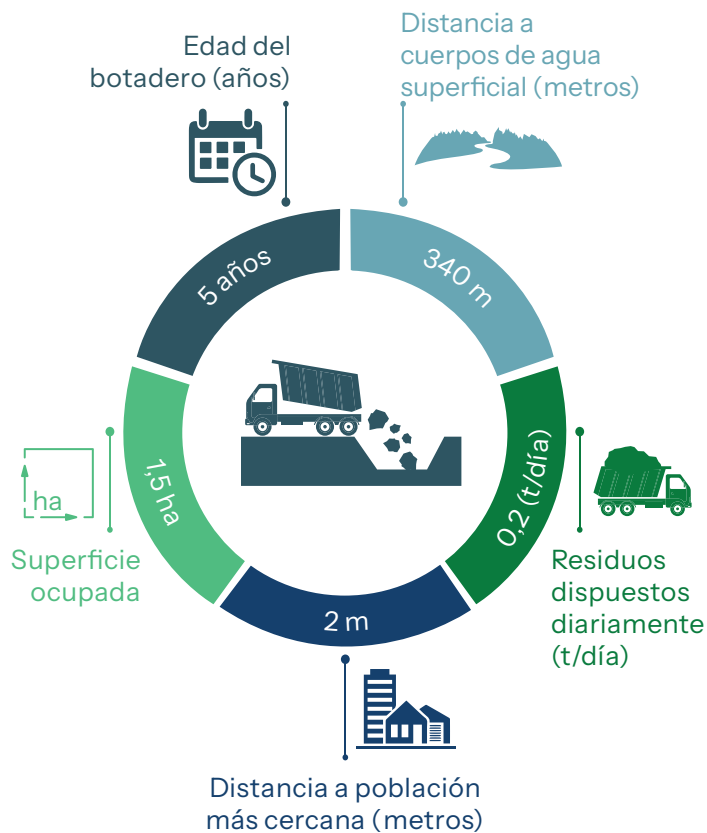 Edad del
botadero (años)
Distancia a
cuerpos de agua
superficial (metros)
5 años
340 m
1,5 ha
0,2 (t/día)
2 m
ha
Superficie
ocupada
Residuos
dispuestos
diariamente
(t/día)
Distancia a población
más cercana (metros)